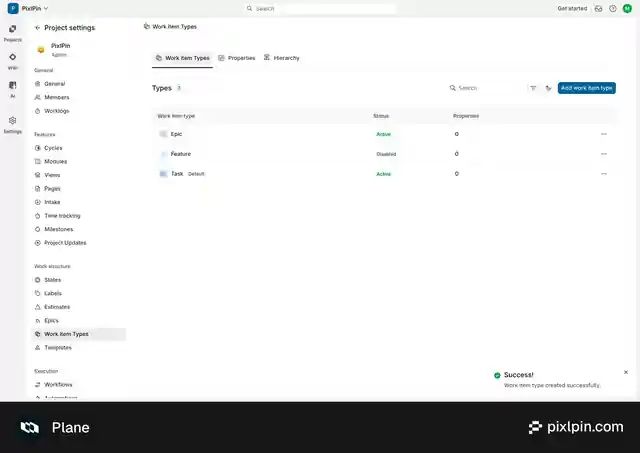 PixlPin
Search
Get started
M
Projects
Wiki
AI
Settings
Project settings
PixlPin
Admin
General
General
Members
Worklogs
Features
Cycles
Modules
Views
Pages
Intake
Time tracking
Milestones
Project Updates
Work structure
States
Labels
Estimates
Epics
Work item Types
Templates
Execution
Workflows
Automations
Work item Types
Work item Types
Properties
Hierarchy
Types 3
Search
Add work item type
Work item type Status Properties
Epic Active 0
Feature Disabled 0
Task Default Active 0
Success!
Work item type created successfully.
Plane
pixlpin.com